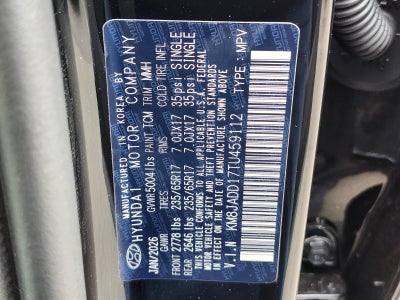 MANUFACTURED IN KOREA BY
HYUNDAI MOTOR COMPANY
JAN/2026 GVWR 5004 lbs PAINT: TCM TRIM: MMH
GAWR TIRES RIMS COLD TIRE INFL
FRONT 2778 lbs 235/65R17 7.0JX17 35psi SINGLE
REAR 2646 lbs 235/65R17 7.0JX17 35psi SINGLE
THIS VEHICLE CONFORMS TO ALL APPLICABLE U.S.A. FEDERAL
MOTOR VEHICLE SAFETY, BUMPER, AND THEFT PREVENTION STANDARDS
IN EFFECT ON THE DATE OF MANUFACTURE SHOWN ABOVE.
V.I.N : KM8JADD17TU459112 TYPE : MPV